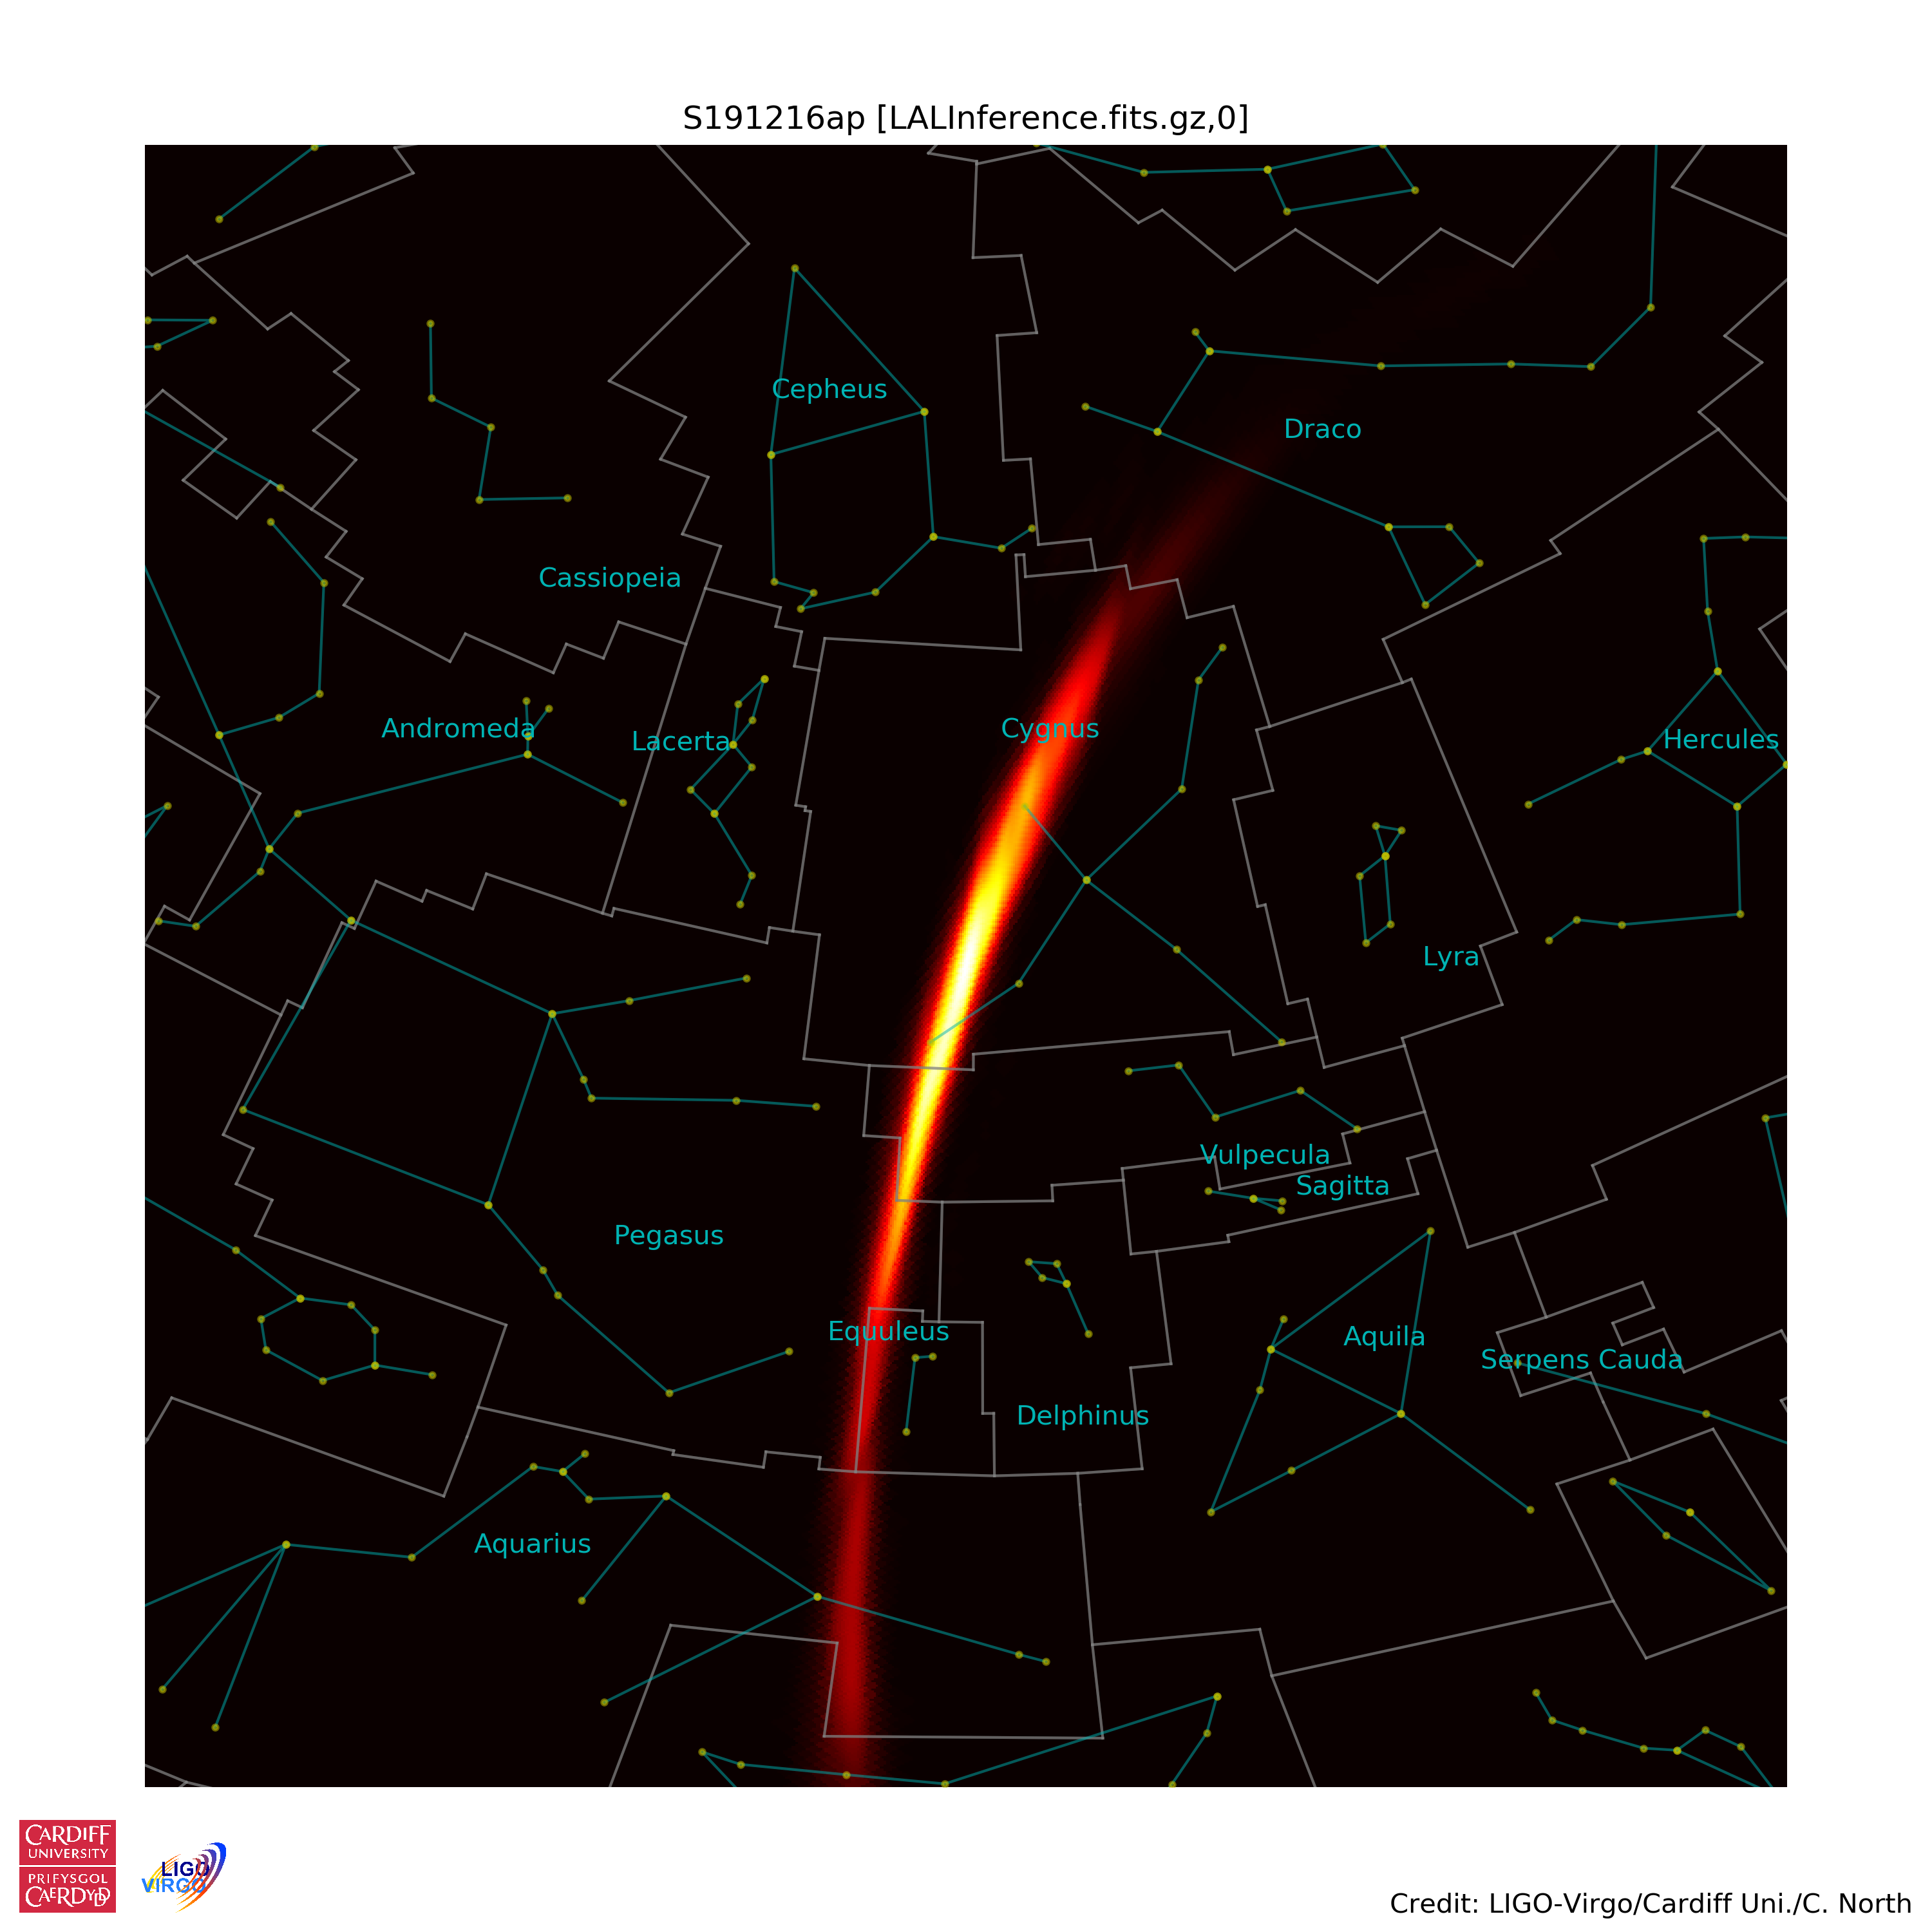 S191216ap [LALInference.fits.gz,0]
Cepheus
Draco
Cassiopeia
Andromeda
Lacerta
Cygnus
Hercules
Lyra
Vulpecula
Sagitta
Pegasus
Equuleus
Aquila
Serpens Cauda
Delphinus
Aquarius
CARDIFF
UNIVERSITY
PRIFYSGOL
CAERDYDD
LIGO
VIRGO
Credit: LIGO-Virgo/Cardiff Uni./C. North